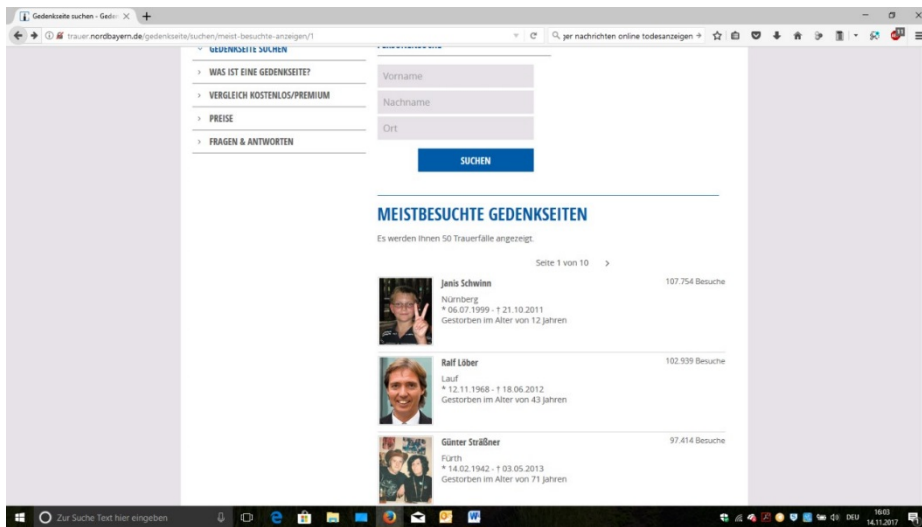 Gedenkseite suchen - Geden
trauer.nordbayern.de/gedenkseite/suchen/meist-besuchte-anzeigen/1
ger nachrichten online todesanzeigen
GEDENKSEITE SUCHEN
WAS IST EINE GEDENKSEITE?
VERGLEICH KOSTENLOS/PREMIUM
PREISE
FRAGEN & ANTWORTEN
Vorname
Nachname
Ort
SUCHEN
MEISTBESUCHTE GEDENKSEITEN
Es werden Ihnen 50 Trauerfälle angezeigt.
Seite 1 von 10 >
Janis Schwinn 107.754 Besuche
Nürnberg
* 06.07.1999 - † 21.10.2011
Gestorben im Alter von 12 Jahren
Ralf Löber 102.939 Besuche
Lauf
* 12.11.1968 - † 18.06.2012
Gestorben im Alter von 43 Jahren
Günter Sträßner 97.414 Besuche
Fürth
* 14.02.1942 - † 03.05.2013
Gestorben im Alter von 71 Jahren
Zur Suche Text hier eingeben
DEU
16:03
14.11.2017